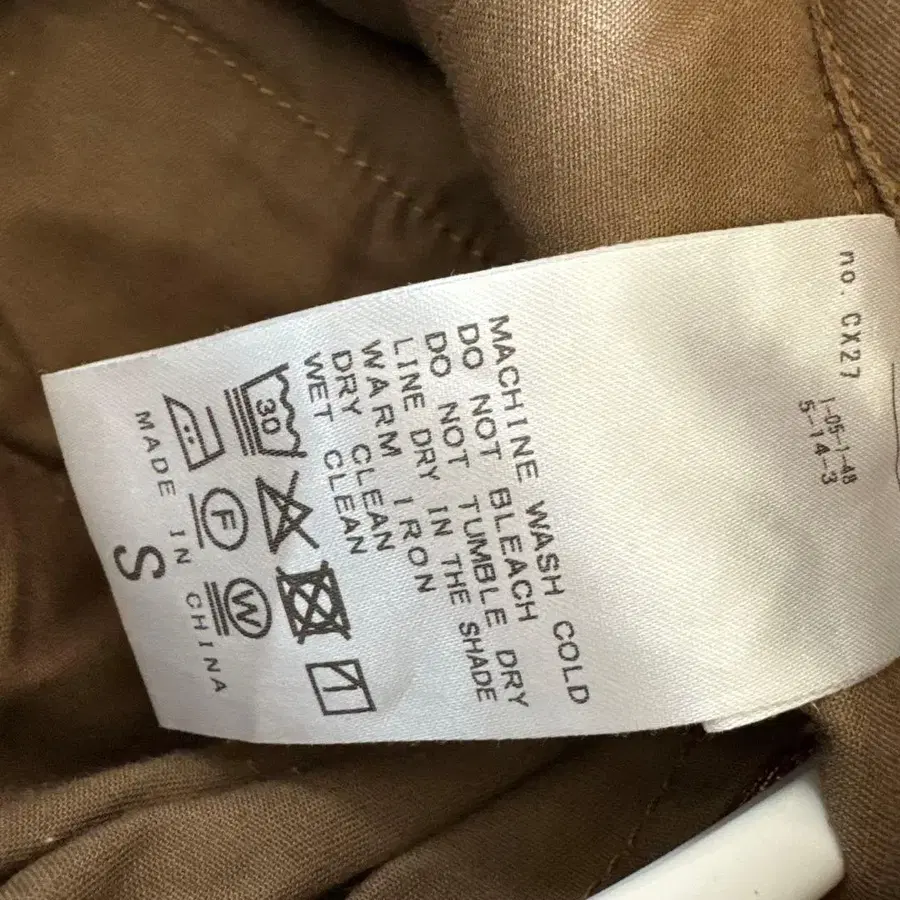 no. CX27
1-05-1-48
5-14-3
MACHINE WASH COLD
DO NOT BLEACH
DO NOT TUMBLE DRY
LINE DRY IN THE SHADE
WARM IRON
DRY CLEAN
WET CLEAN
30
F W
MADE IN CHINA
S